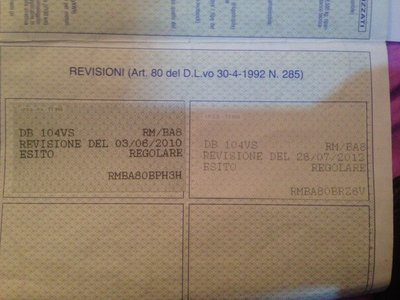 REVISIONI (Art. 80 del D.L.vo 30-4-1992 N. 285)
DB 104VS RM/BA8
REVISIONE DEL 03/06/2010
ESITO REGOLARE
RMBA80BPH3H
DB 104VS RM/BA8
REVISIONE DEL 28/07/2012
ESITO REGOLARE
RMBA80BRZ6V